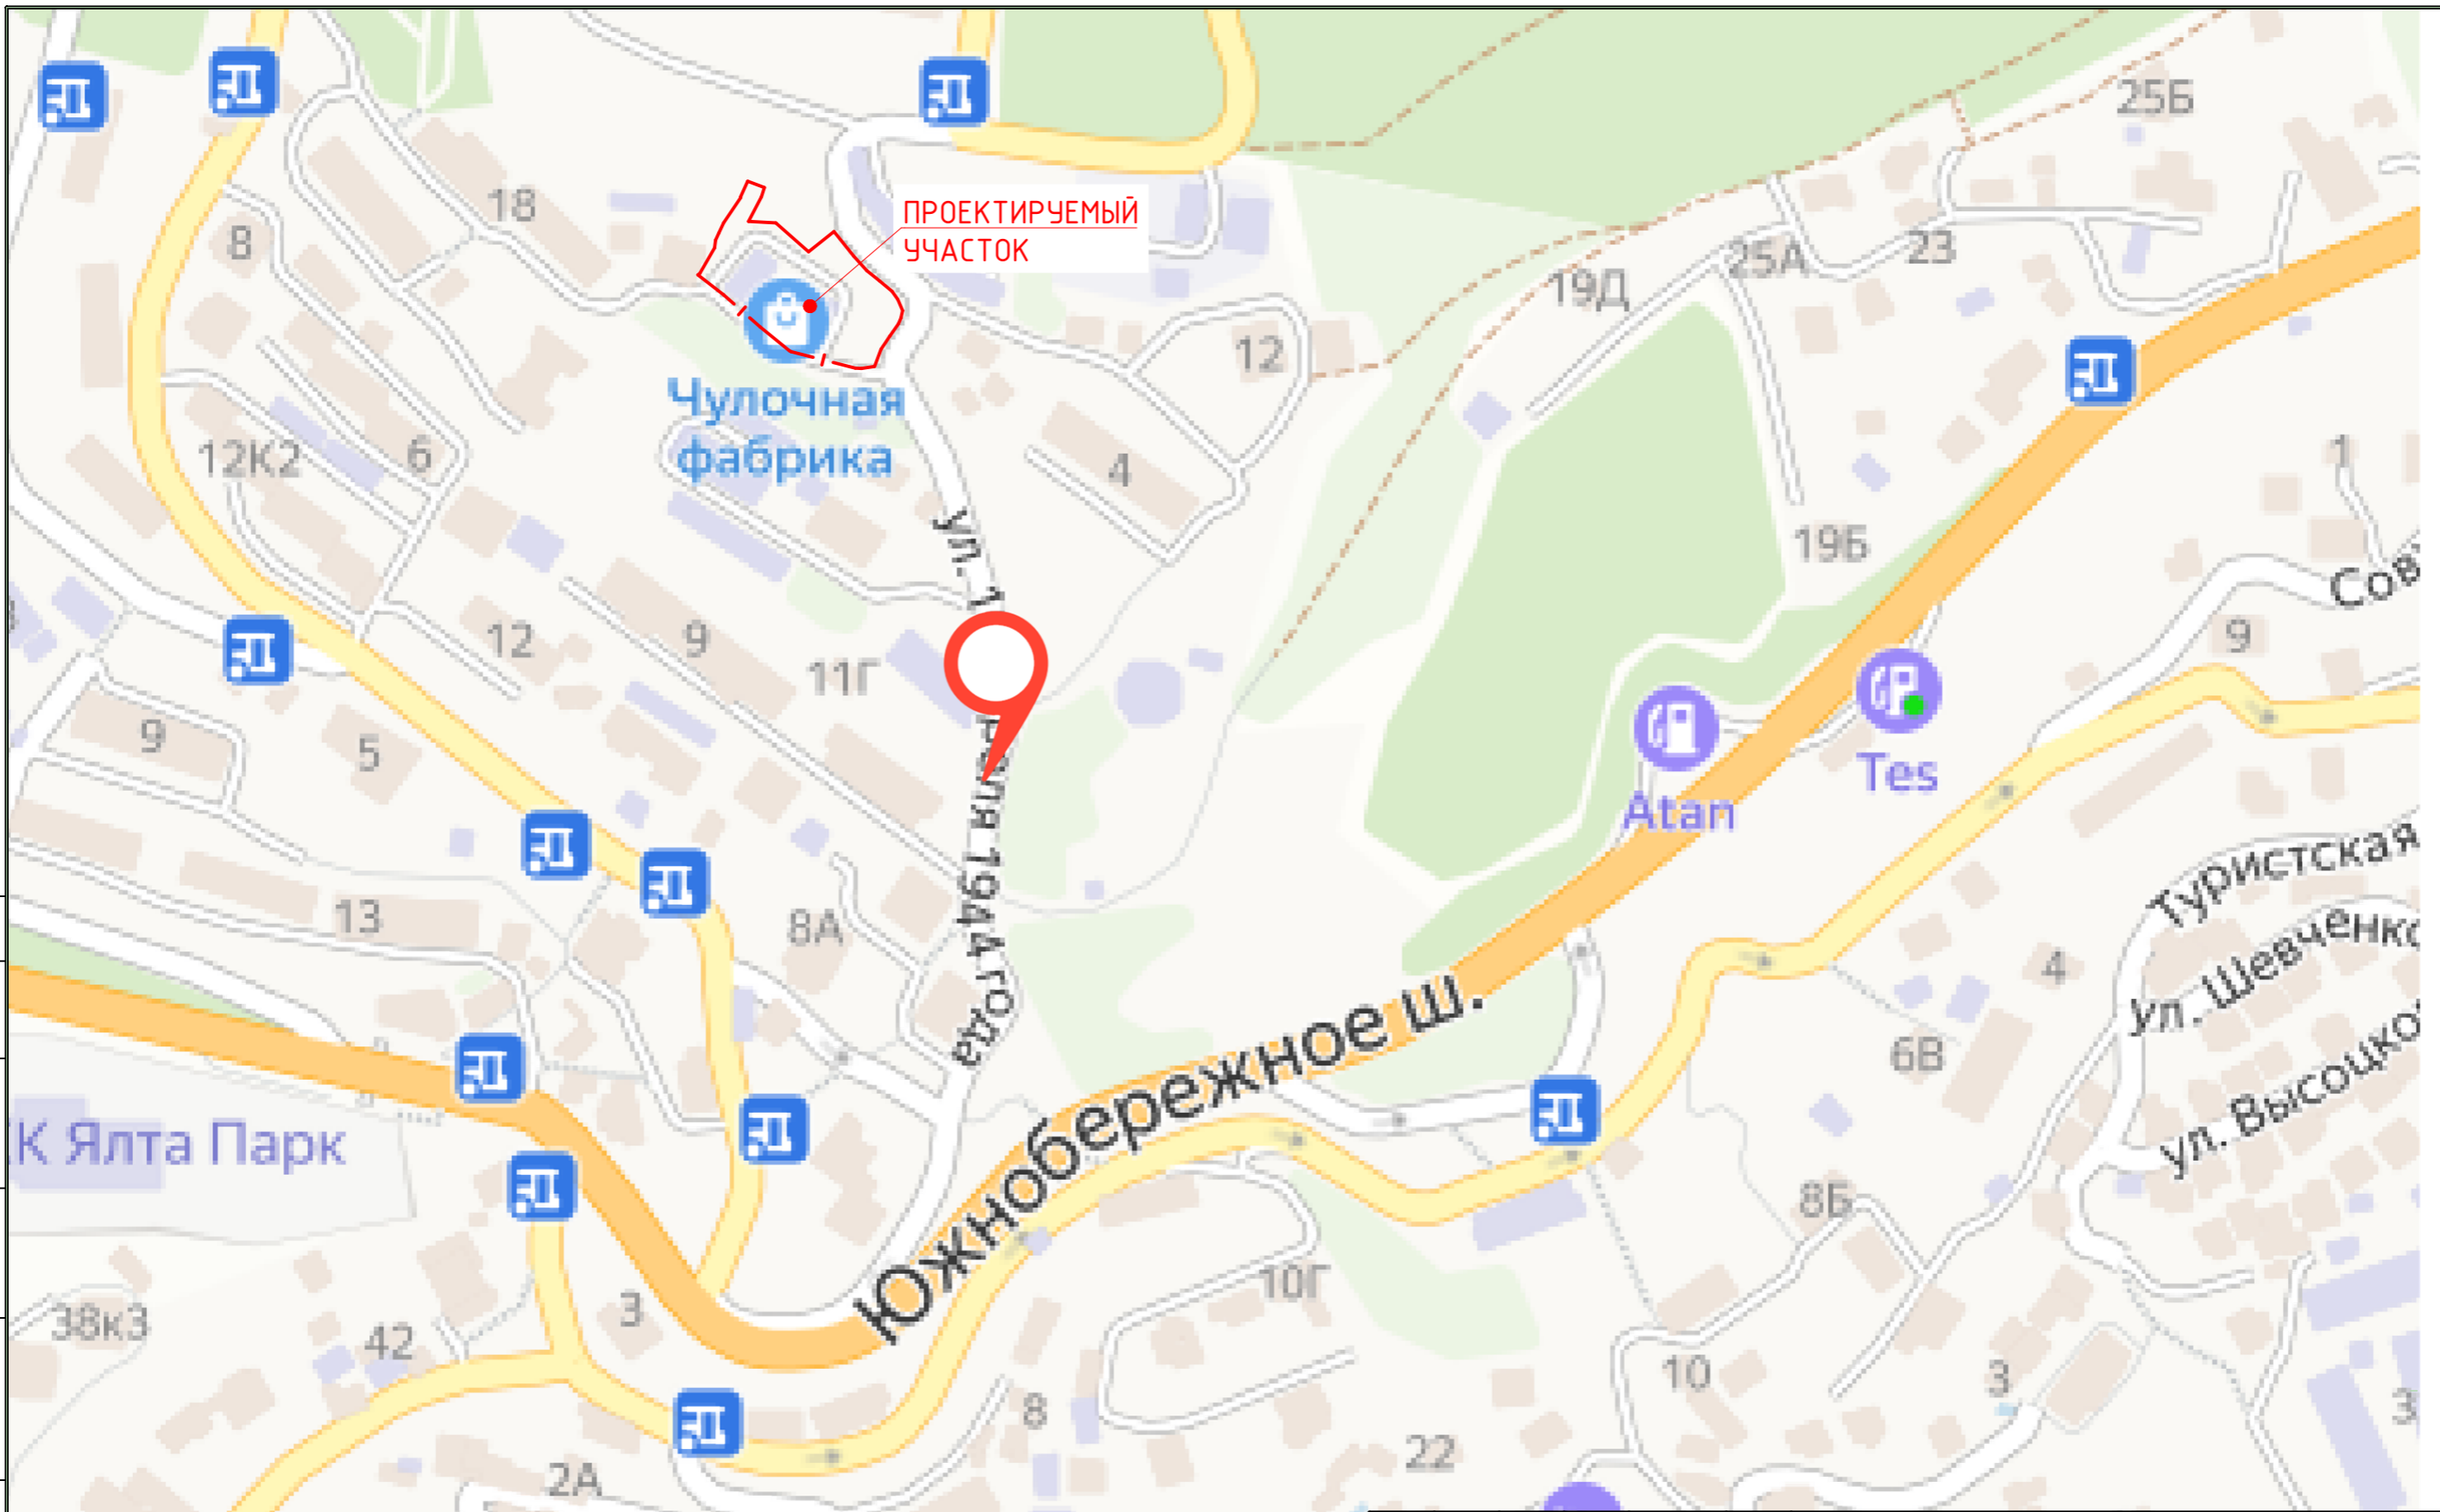 25Б
18
ПРОЕКТИРУЕМЫЙ
УЧАСТОК
8
25А
23
19Д
12
Чулочная
фабрика
12К2
6
4
1
ул. 1
19Б
Сов
12
9
11Г
9
9
5
Tes
Atan
реля 1944 года
Туристская
13
8А
ул. Шевченко
4
Южнобережное ш.
6В
ул. Высоцко
К Ялта Парк
8Б
10Г
38к3
3
42
10
3
8
3
22
2А